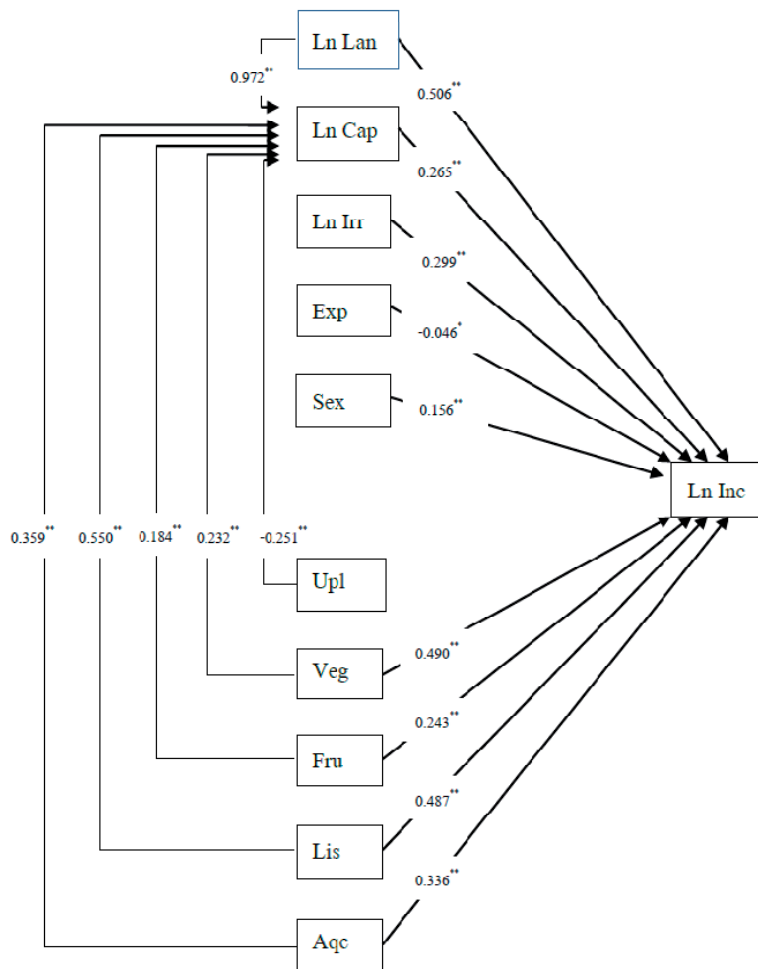 Ln Lan
0.972**
0.506**
Ln Cap
0.265**
Ln Irr
0.299**
Exp
-0.046*
Sex
0.156**
Ln Inc
0.359** 0.550** 0.184** 0.232** -0.251**
Upl
Veg
0.490**
0.243**
Fru
0.487**
Lis
0.336**
Aqc